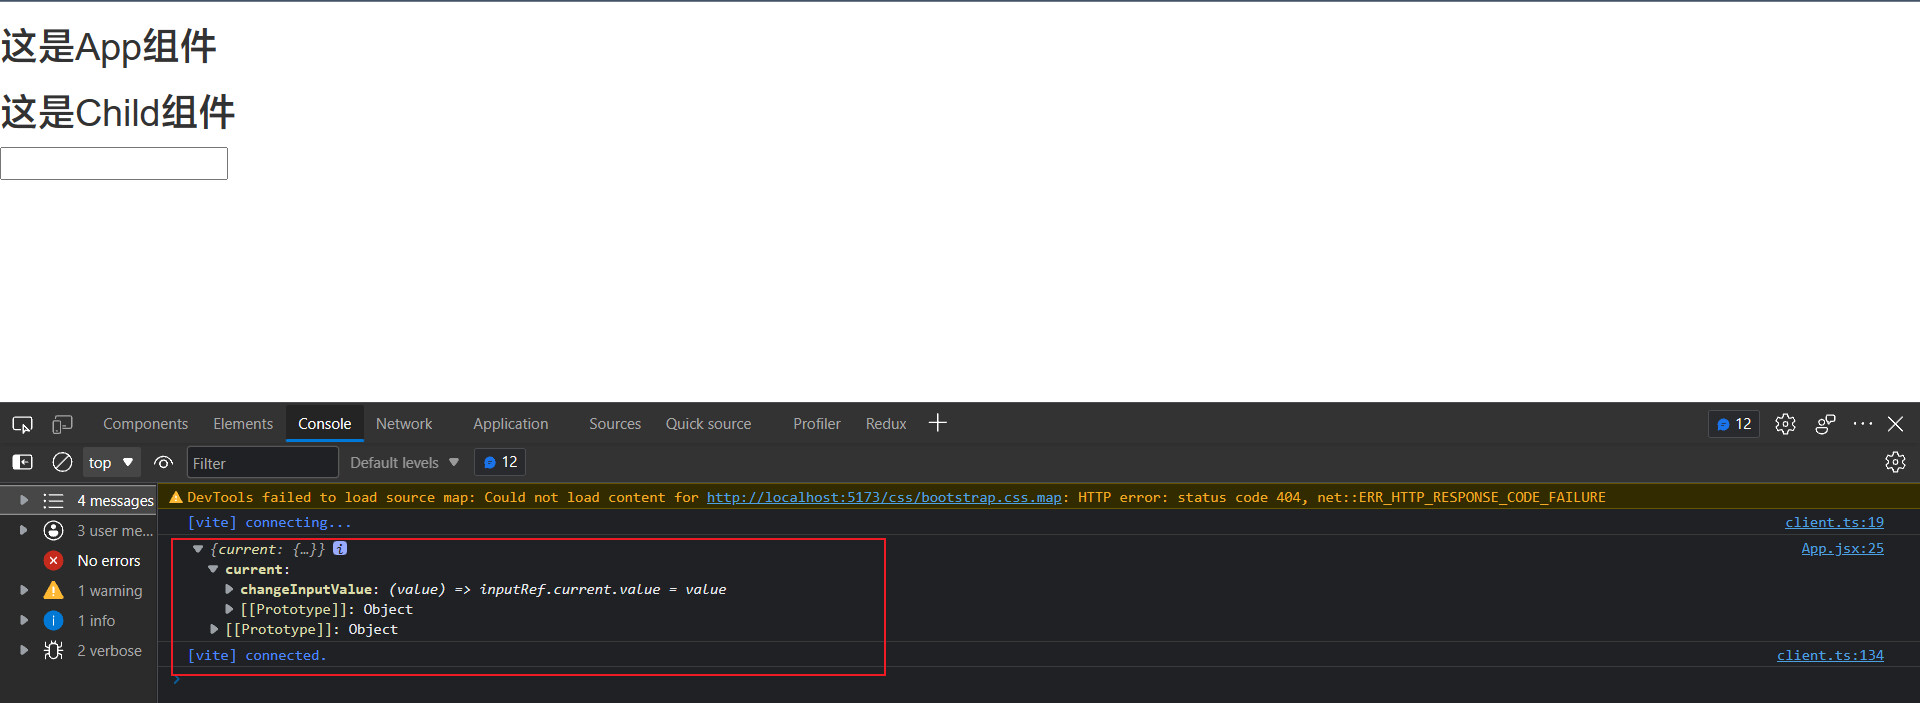 这是App组件
这是Child组件
Components Elements Console Network Application Sources Quick source Profiler Redux 12
top Filter Default levels 12
4 messages
3 user me...
No errors
1 warning
1 info
2 verbose
DevTools failed to load source map: Could not load content for http://localhost:5173/css/bootstrap.css.map: HTTP error: status code 404, net::ERR_HTTP_RESPONSE_CODE_FAILURE
[vite] connecting... client.ts:19
{current: {…}} i App.jsx:25
current:
changeInputValue: (value) => inputRef.current.value = value
[[Prototype]]: Object
[[Prototype]]: Object
[vite] connected. client.ts:134